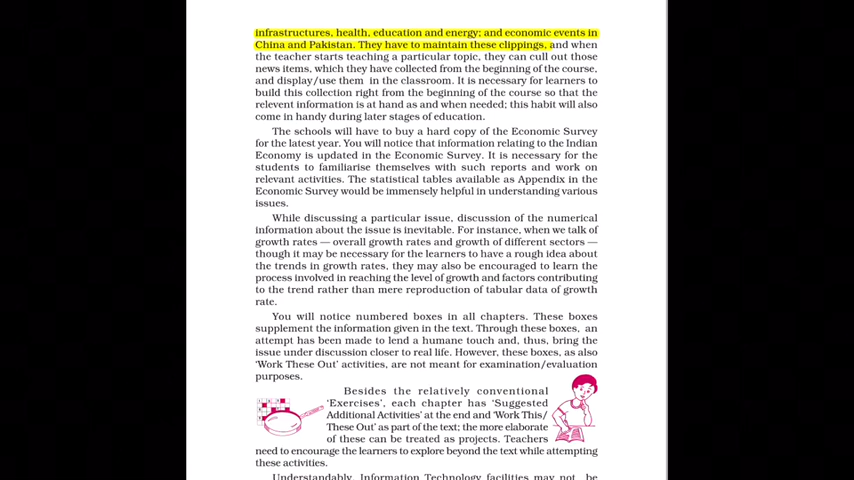 infrastructures, health, education and energy; and economic events in
China and Pakistan. They have to maintain these clippings, and when
the teacher starts teaching a particular topic, they can cull out those
news items, which they have collected from the beginning of the course,
and display/use them in the classroom. It is necessary for learners to
build this collection right from the beginning of the course so that the
relevent information is at hand as and when needed; this habit will also
come in handy during later stages of education.
The schools will have to buy a hard copy of the Economic Survey
for the latest year. You will notice that information relating to the Indian
Economy is updated in the Economic Survey. It is necessary for the
students to familiarise themselves with such reports and work on
relevant activities. The statistical tables available as Appendix in the
Economic Survey would be immensely helpful in understanding various
issues.
While discussing a particular issue, discussion of the numerical
information about the issue is inevitable. For instance, when we talk of
growth rates — overall growth rates and growth of different sectors —
though it may be necessary for the learners to have a rough idea about
the trends in growth rates, they may also be encouraged to learn the
process involved in reaching the level of growth and factors contributing
to the trend rather than mere reproduction of tabular data of growth
rate.
You will notice numbered boxes in all chapters. These boxes
supplement the information given in the text. Through these boxes, an
attempt has been made to lend a humane touch and, thus, bring the
issue under discussion closer to real life. However, these boxes, as also
‘Work These Out’ activities, are not meant for examination/evaluation
purposes.
Besides the relatively conventional
‘Exercises’, each chapter has ‘Suggested
Additional Activities’ at the end and ‘Work This/
These Out’ as part of the text; the more elaborate
of these can be treated as projects. Teachers
need to encourage the learners to explore beyond the text while attempting
these activities.
Understandably, Information Technology facilities may not be